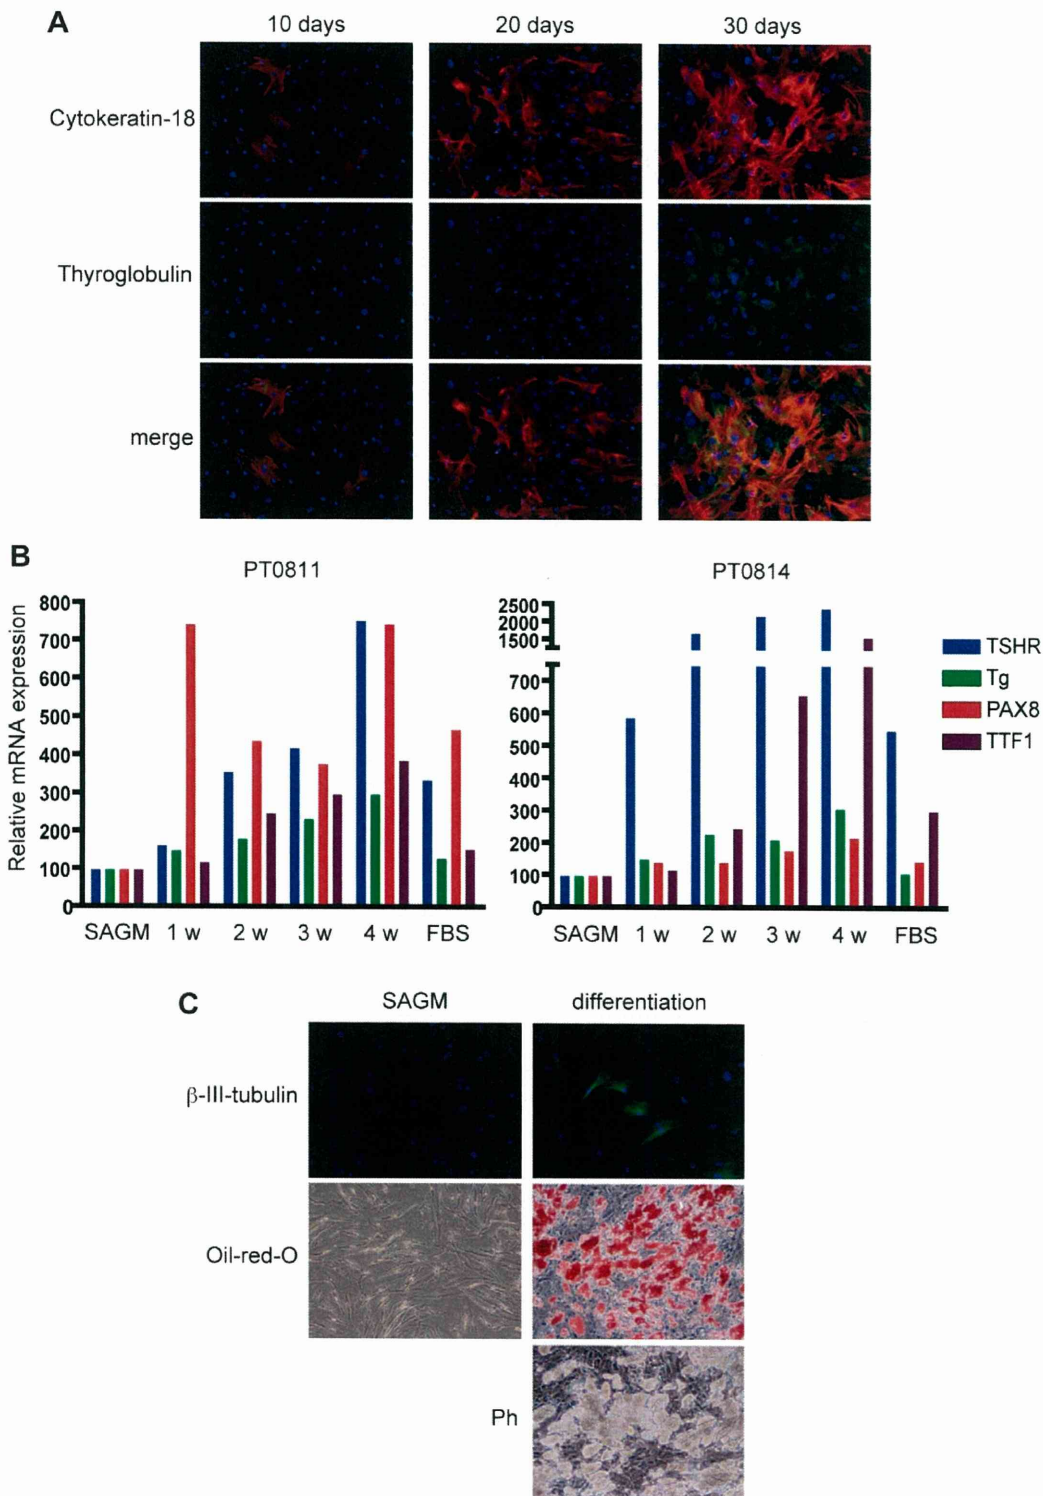 A
10 days 20 days 30 days
Cytokeratin-18
Thyroglobulin
merge
B
PT0811
Relative mRNA expression
800
700
600
500
400
300
200
100
0
SAGM 1 w 2 w 3 w 4 w FBS
PT0814
2500
2000
1500
700
600
500
400
300
200
100
0
SAGM 1 w 2 w 3 w 4 w FBS
TSHR
Tg
PAX8
TTF1
C
SAGM differentiation
β-III-tubulin
Oil-red-O
Ph